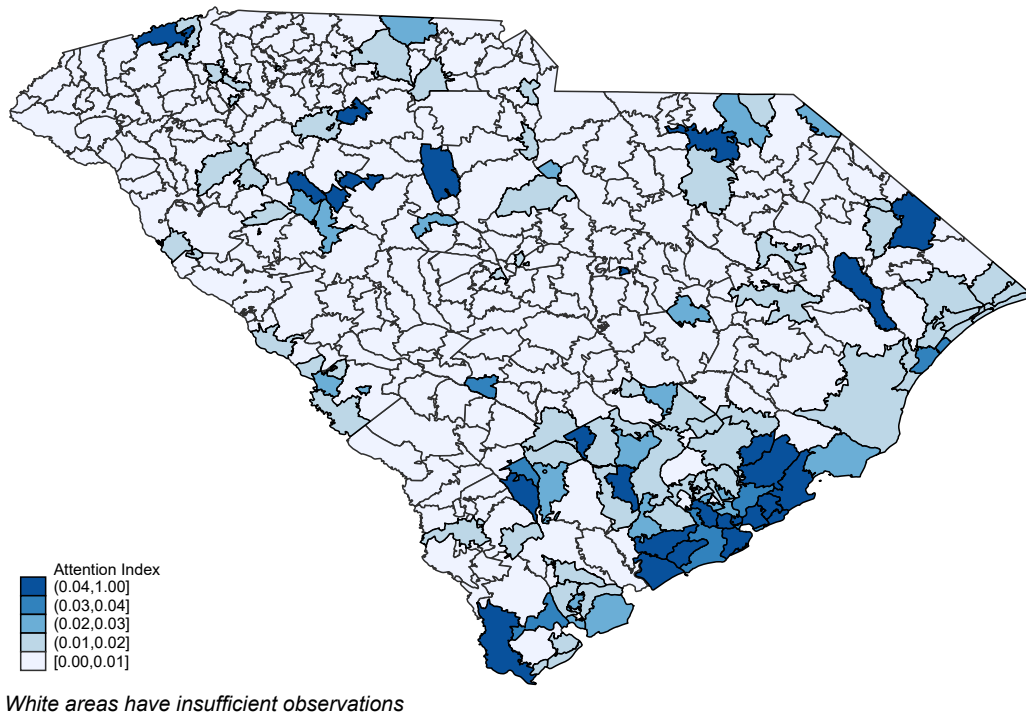 Attention Index
(0.04,1.00]
(0.03,0.04]
(0.02,0.03]
(0.01,0.02]
[0.00,0.01]
White areas have insufficient observations